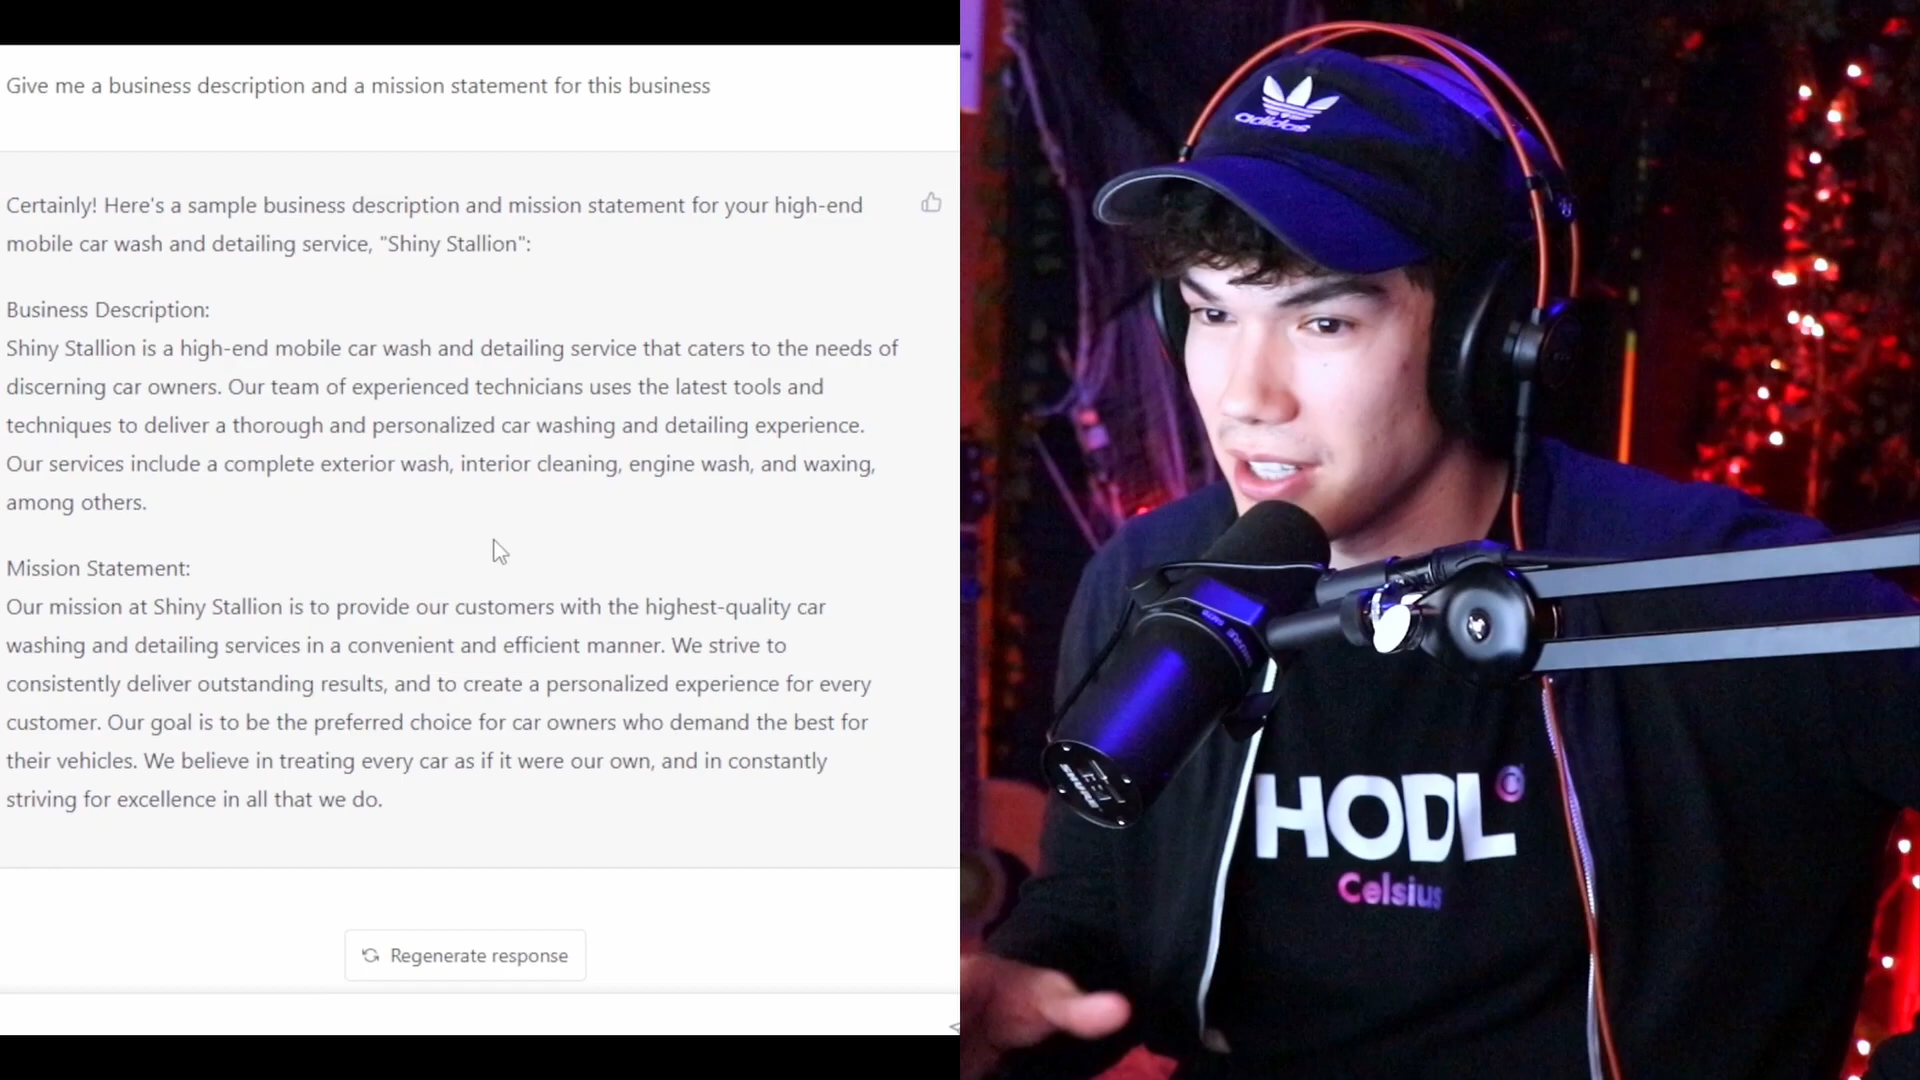 Give me a business description and a mission statement for this business
Certainly! Here's a sample business description and mission statement for your high-end
mobile car wash and detailing service, "Shiny Stallion":
Business Description:
Shiny Stallion is a high-end mobile car wash and detailing service that caters to the needs of
discerning car owners. Our team of experienced technicians uses the latest tools and
techniques to deliver a thorough and personalized car washing and detailing experience.
Our services include a complete exterior wash, interior cleaning, engine wash, and waxing,
among others.
Mission Statement:
Our mission at Shiny Stallion is to provide our customers with the highest-quality car
washing and detailing services in a convenient and efficient manner. We strive to
consistently deliver outstanding results, and to create a personalized experience for every
customer. Our goal is to be the preferred choice for car owners who demand the best for
their vehicles. We believe in treating every car as if it were our own, and in constantly
striving for excellence in all that we do.
Regenerate response
adidas
SHURE
HODL
Celsius